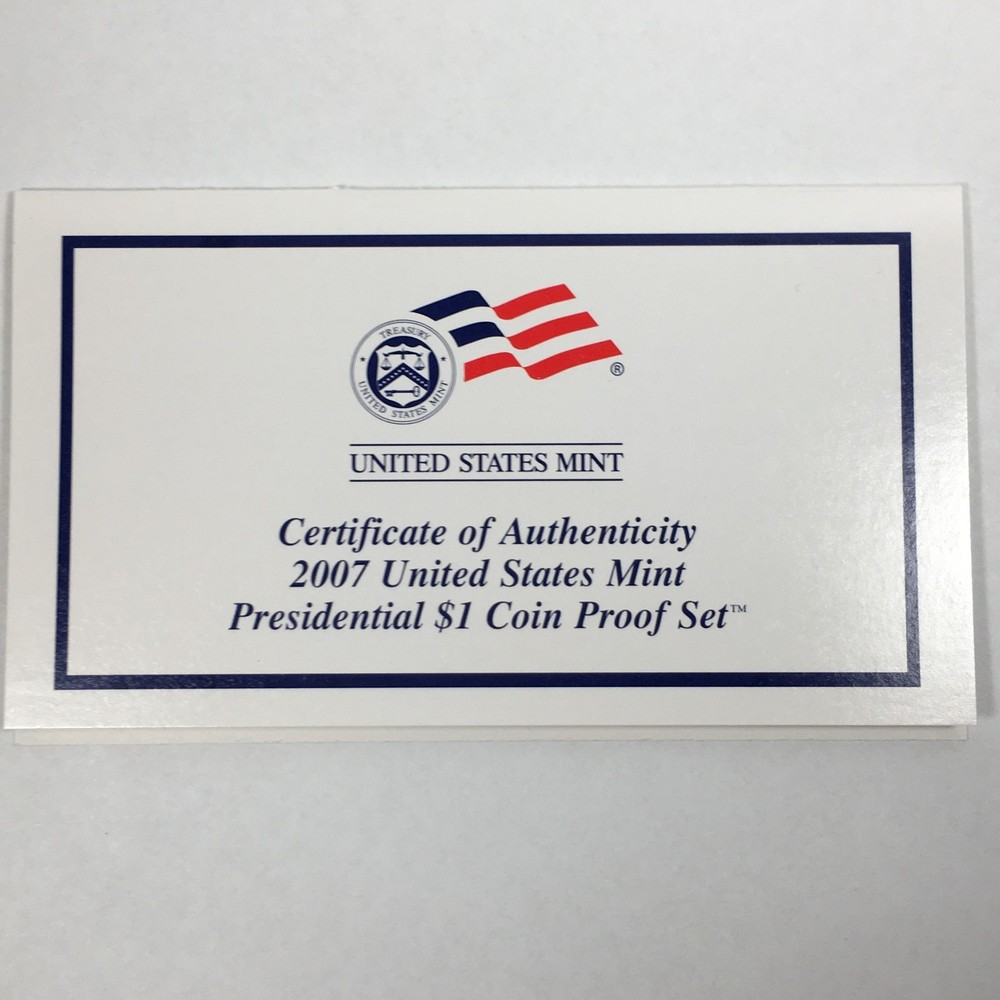 TREASURY
UNITED STATES MINT
®
UNITED STATES MINT
Certificate of Authenticity
2007 United States Mint
Presidential $1 Coin Proof Set™